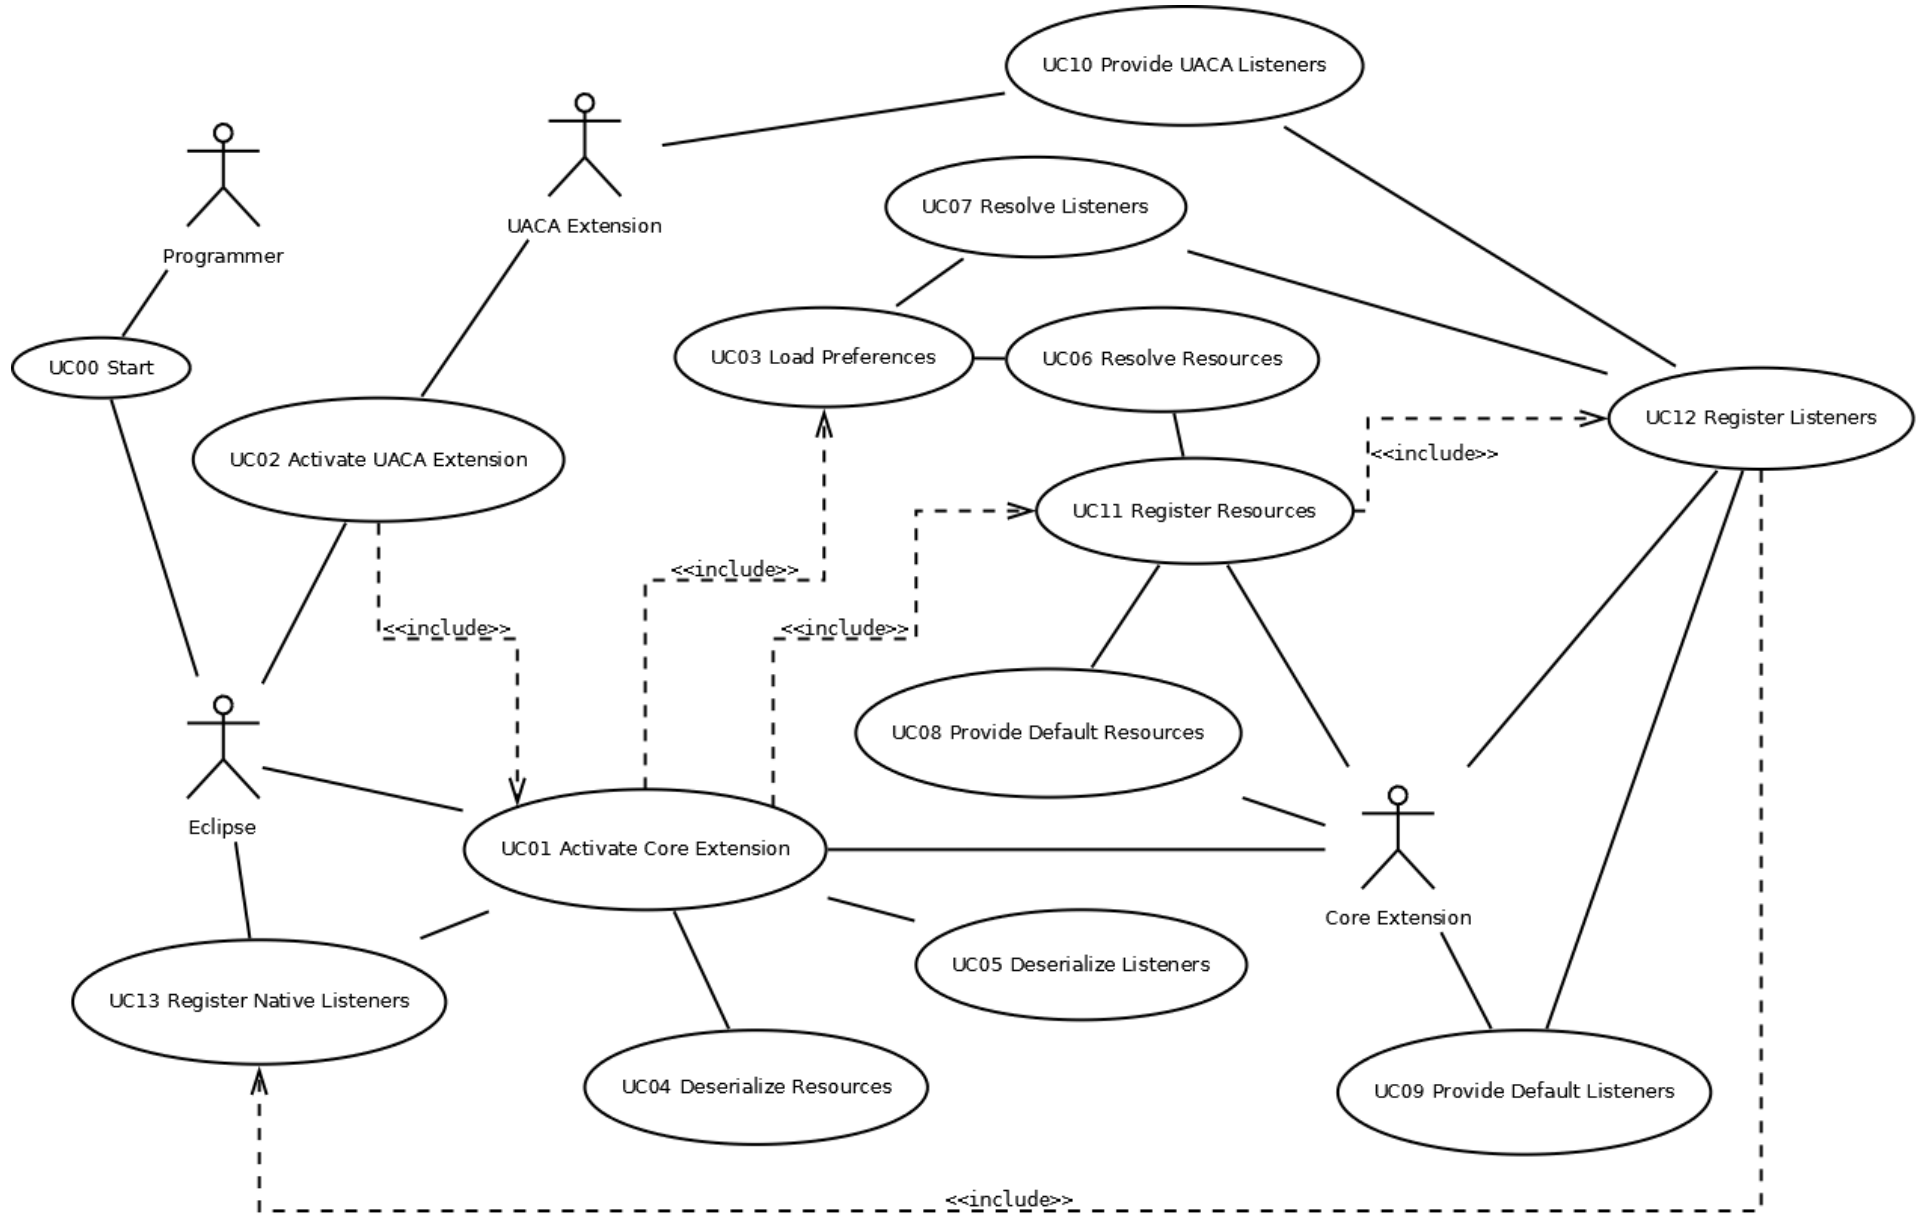 UC10 Provide UACA Listeners
UC07 Resolve Listeners
UACA Extension
Programmer
UC03 Load Preferences
UC06 Resolve Resources
UC00 Start
UC12 Register Listeners
<<include>>
UC02 Activate UACA Extension
UC11 Register Resources
<<include>>
<<include>>
<<include>>
UC08 Provide Default Resources
Eclipse
UC01 Activate Core Extension
Core Extension
UC05 Deserialize Listeners
UC13 Register Native Listeners
UC04 Deserialize Resources
UC09 Provide Default Listeners
<<include>>